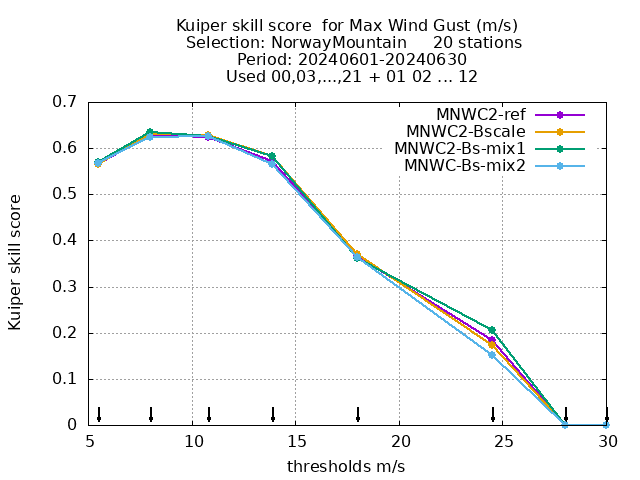 Kuiper skill score  for Max Wind Gust (m/s)
Selection: NorwayMountain     20 stations
Period: 20240601-20240630
Used 00,03,...,21 + 01 02 ... 12
MNWC2-ref
MNWC2-Bscale
MNWC2-Bs-mix1
MNWC-Bs-mix2
Kuiper skill score
0.7
0.6
0.5
0.4
0.3
0.2
0.1
0
5 10 15 20 25 30
thresholds m/s